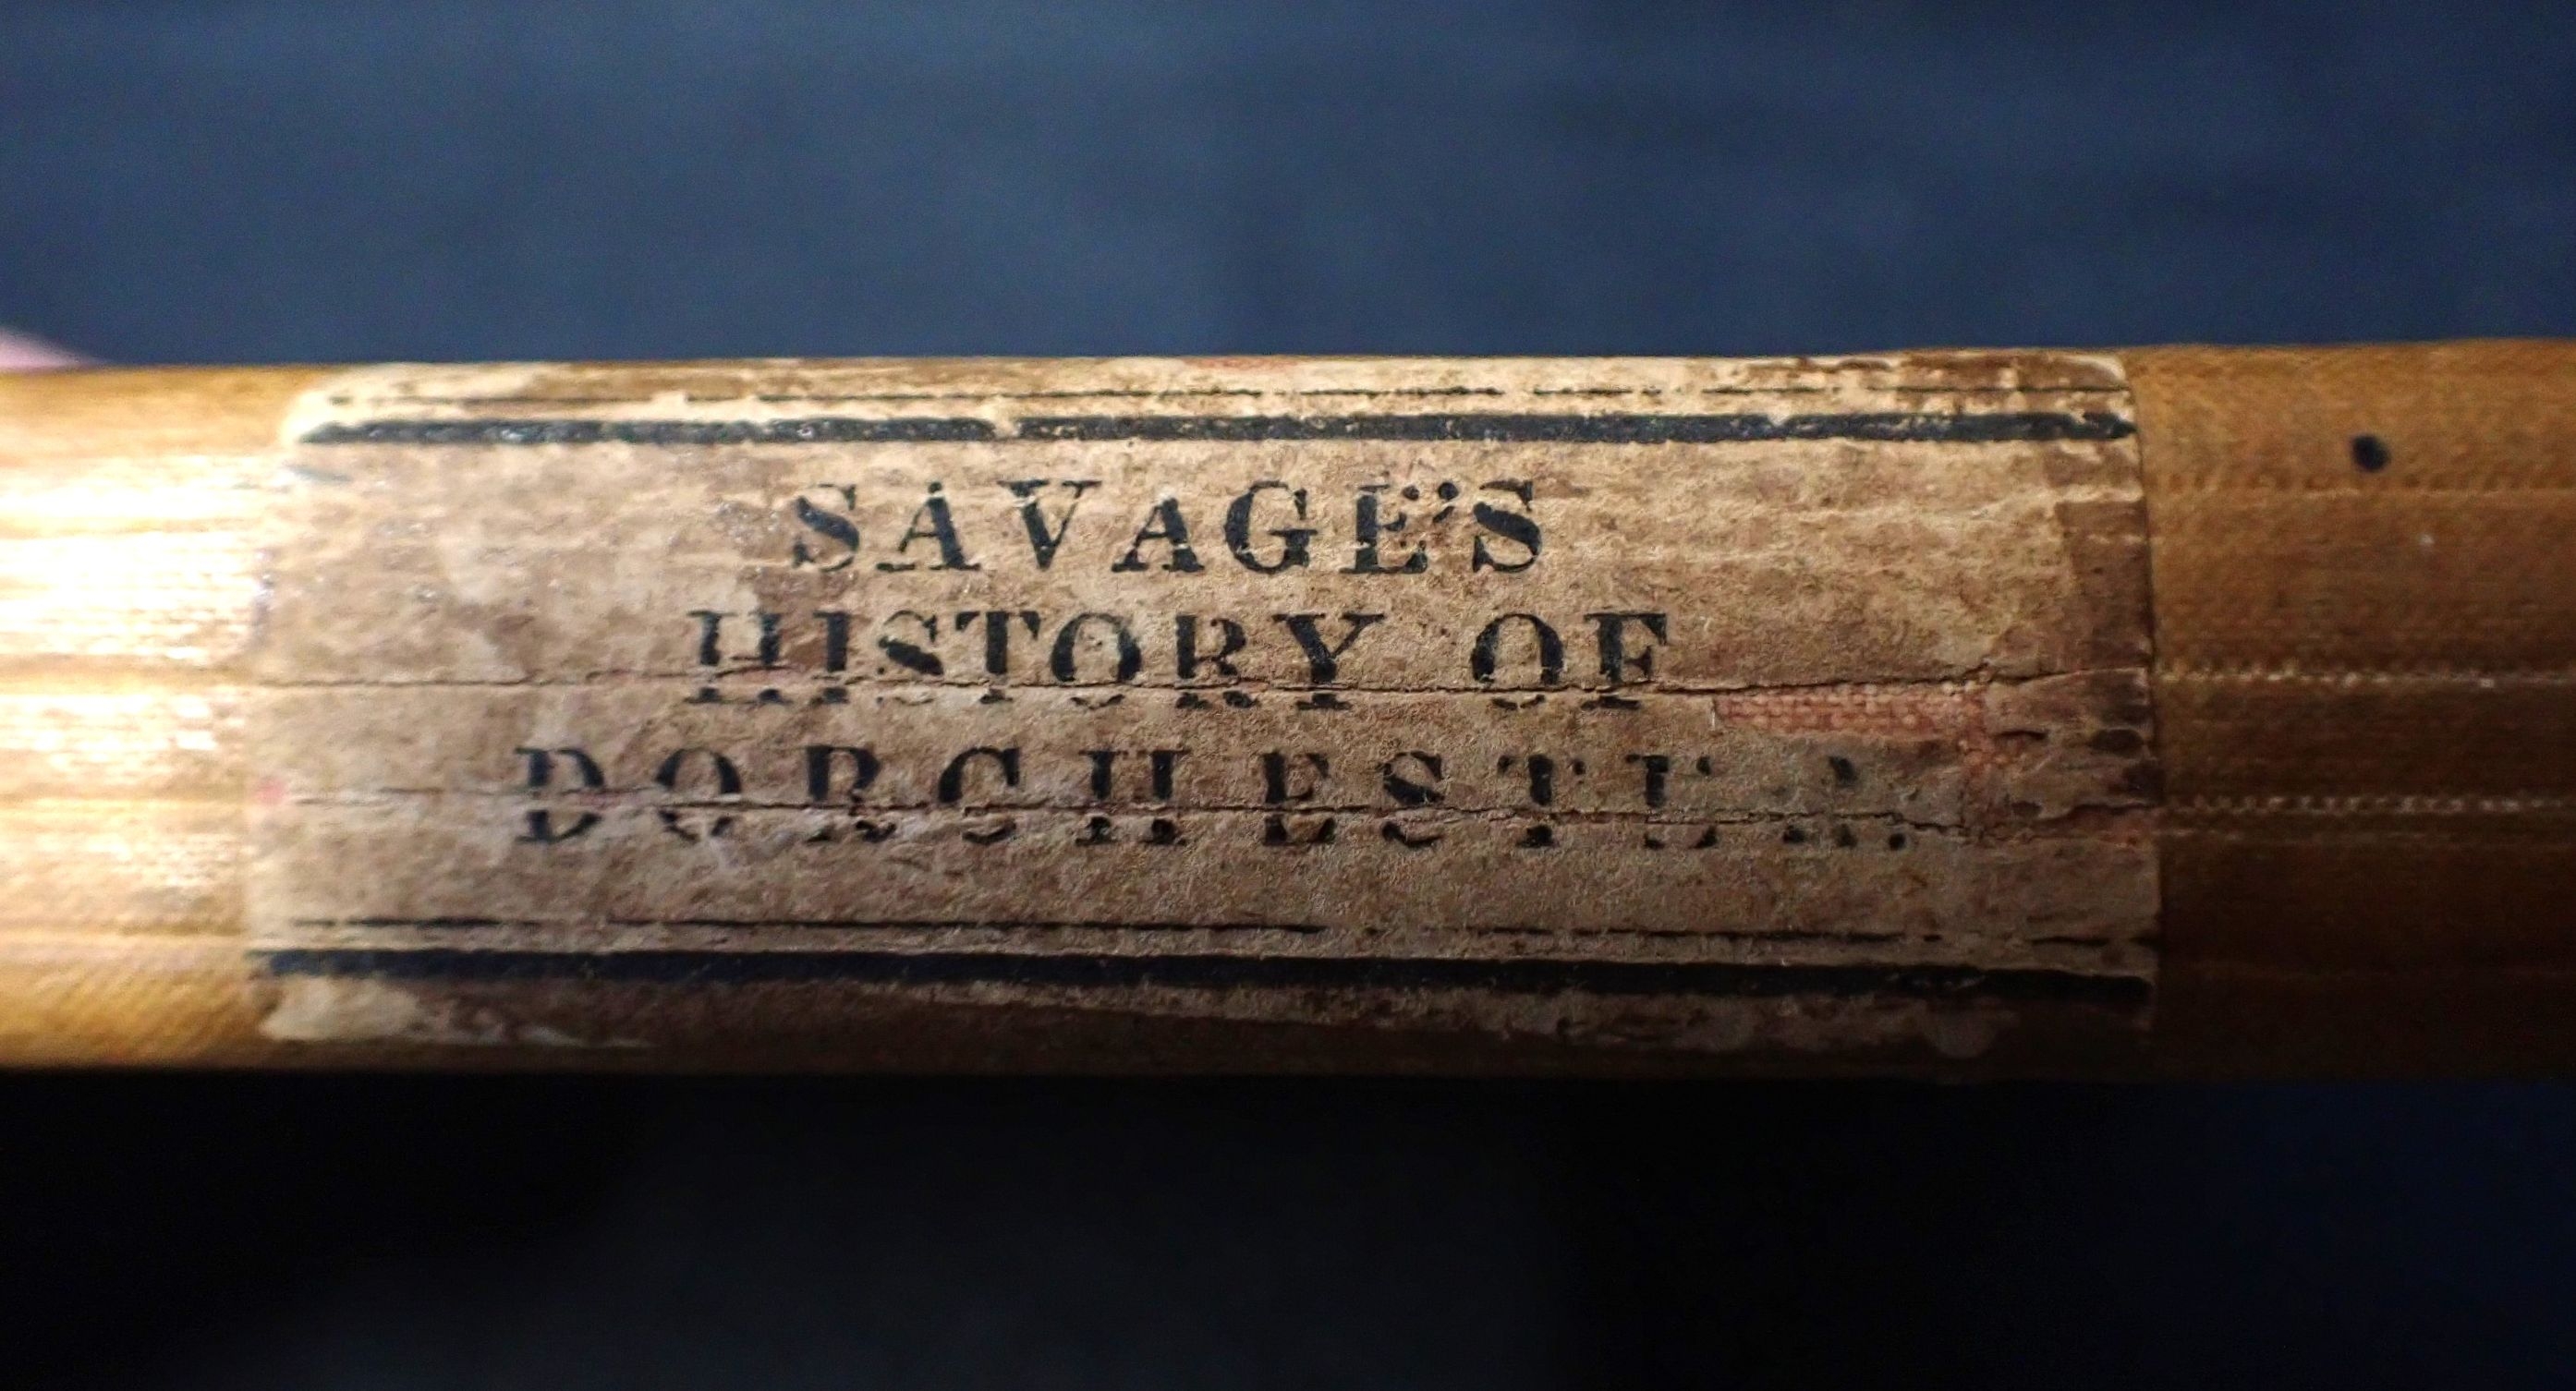 SAVAGE'S
HISTORY OF
DORCHESTER.